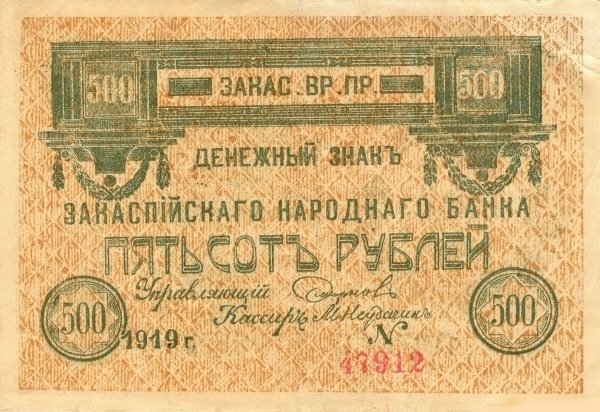 500 ЗАКАС. ВР. ПР. 500
ДЕНЕЖНЫЙ ЗНАКЪ
ЗАКАСПІЙСКАГО НАРОДНАГО БАНКА
ПЯТЬСОТЪ РУБЛЕЙ
Управляющій
Кассиръ
500 1919 г. N 500
47912